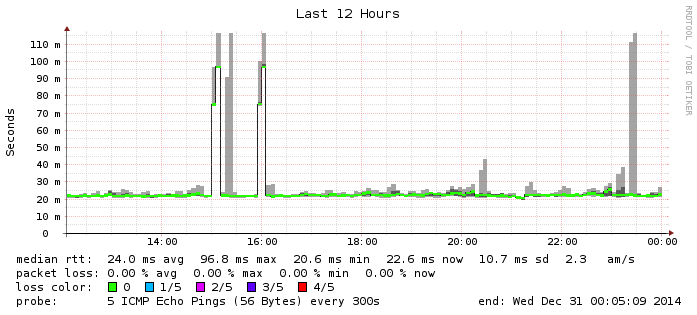 Last 12 Hours
RRDTOOL / TOBI OETIKER
Seconds
110 m
100 m
90 m
80 m
70 m
60 m
50 m
40 m
30 m
20 m
10 m
0
14:00 16:00 18:00 20:00 22:00 00:00
median rtt: 24.0 ms avg 96.8 ms max 20.6 ms min 22.6 ms now 10.7 ms sd 2.3 am/s
packet loss: 0.00 % avg 0.00 % max 0.00 % min 0.00 % now
loss color: 0 1/5 2/5 3/5 4/5
probe: 5 ICMP Echo Pings (56 Bytes) every 300s end: Wed Dec 31 00:05:09 2014